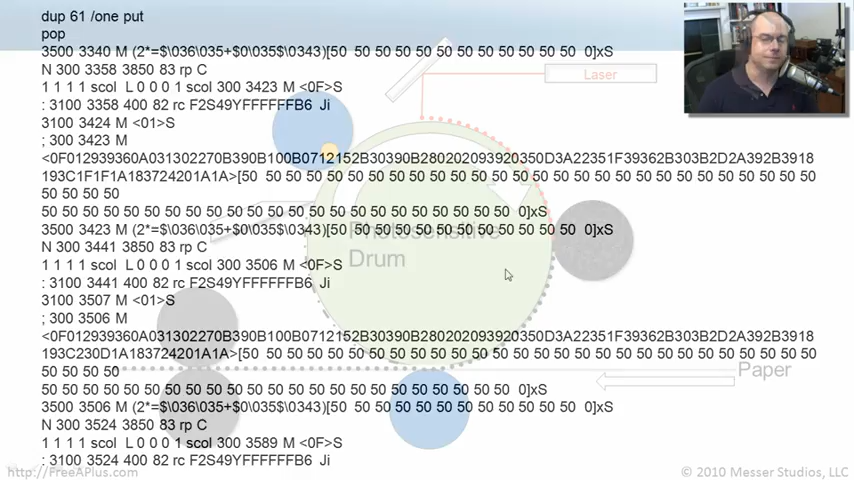 dup 61 /one put
pop
3500 3340 M (2*=$\036\035+$0\035$\0343)[50 50 50 50 50 50 50 50 50 50 50 50 0]xS
N 300 3358 3850 83 rp C
1 1 1 1 scol L 0 0 0 1 scol 300 3423 M <0F>S
: 3100 3358 400 82 rc F2S49YFFFFFFB6 Ji
3100 3424 M <01>S
; 300 3423 M
<0F012939360A031302270B390B100B0712152B30390B280202093920350D3A22351F39362B303B2D2A392B3918
193C1F1F1A183724201A1A>[50 50 50 50 50 50 50 50 50 50 50 50 50 50 50 50 50 50 50 50 50 50 50 50 50 50 50
50 50 50 50
50 50 50 50 50 50 50 50 50 50 50 50 50 50 50 50 50 50 50 50 50 50 50 0]xS
3500 3423 M (2*=$\036\035+$0\035$\0343)[50 50 50 50 50 50 50 50 50 50 50 50 0]xS
N 300 3441 3850 83 rp C
1 1 1 1 scol L 0 0 0 1 scol 300 3506 M <0F>S
: 3100 3441 400 82 rc F2S49YFFFFFFB6 Ji
3100 3507 M <01>S
; 300 3506 M
<0F012939360A031302270B390B100B0712152B30390B280202093920350D3A22351F39362B303B2D2A392B3918
193C230D1A183724201A1A>[50 50 50 50 50 50 50 50 50 50 50 50 50 50 50 50 50 50 50 50 50 50 50 50 50 50 50
50 50 50 50
50 50 50 50 50 50 50 50 50 50 50 50 50 50 50 50 50 50 50 50 50 50 50 0]xS
3500 3506 M (2*=$\036\035+$0\035$\0343)[50 50 50 50 50 50 50 50 50 50 50 50 0]xS
N 300 3524 3850 83 rp C
1 1 1 1 scol L 0 0 0 1 scol 300 3589 M <0F>S
: 3100 3524 400 82 rc F2S49YFFFFFFB6 Ji
Laser
Photosensitive
Drum
Paper
http://FreeAPlus.com
© 2010 Messer Studios, LLC